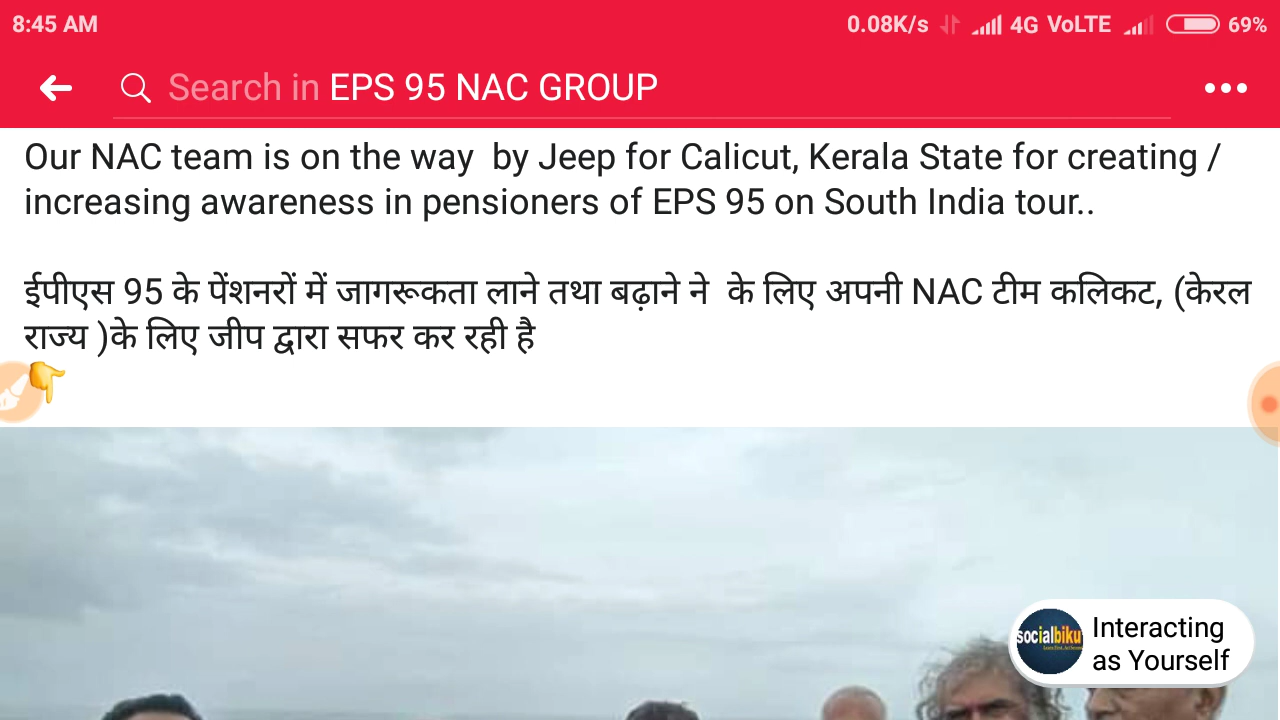 8:45 AM 0.08K/s 4G VoLTE 69%
Search in EPS 95 NAC GROUP
Our NAC team is on the way  by Jeep for Calicut, Kerala State for creating /
increasing awareness in pensioners of EPS 95 on South India tour..
ईपीएस 95 के पेंशनरों में जागरूकता लाने तथा बढ़ाने ने  के लिए अपनी NAC टीम कलिकट, (केरल
राज्य )के लिए जीप द्वारा सफर कर रही है
👇
socialbiku
Interacting
as Yourself